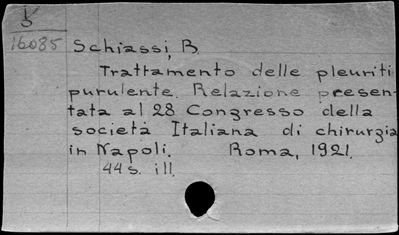 16085
Schiassi, B.
Trattamento delle pleuriti
purulente. Relazione presen-
tata al 28 Congresso della
società Italiana di chirurgia
in Napoli. Roma, 1921.
44 s. ill.